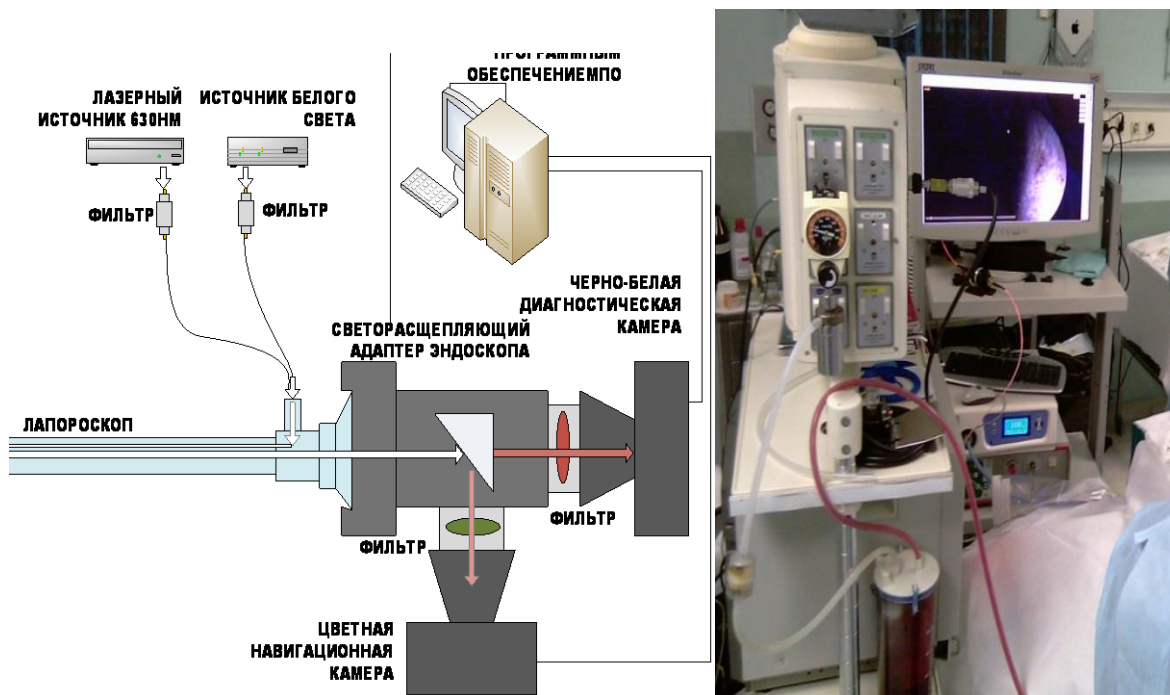 ПРОГРАММНЫМ
ОБЕСПЕЧЕНИЕМПО
ЛАЗЕРНЫЙ
ИСТОЧНИК 630НМ
ИСТОЧНИК БЕЛОГО
СВЕТА
ФИЛЬТР
ФИЛЬТР
ЧЕРНО-БЕЛАЯ
ДИАГНОСТИЧЕСКАЯ
КАМЕРА
СВЕТОРАСЩЕПЛЯЮЩИЙ
АДАПТЕР ЭНДОСКОПА
ЛАПОРОСКОП
ФИЛЬТР
ФИЛЬТР
ЦВЕТНАЯ
НАВИГАЦИОННАЯ
КАМЕРА